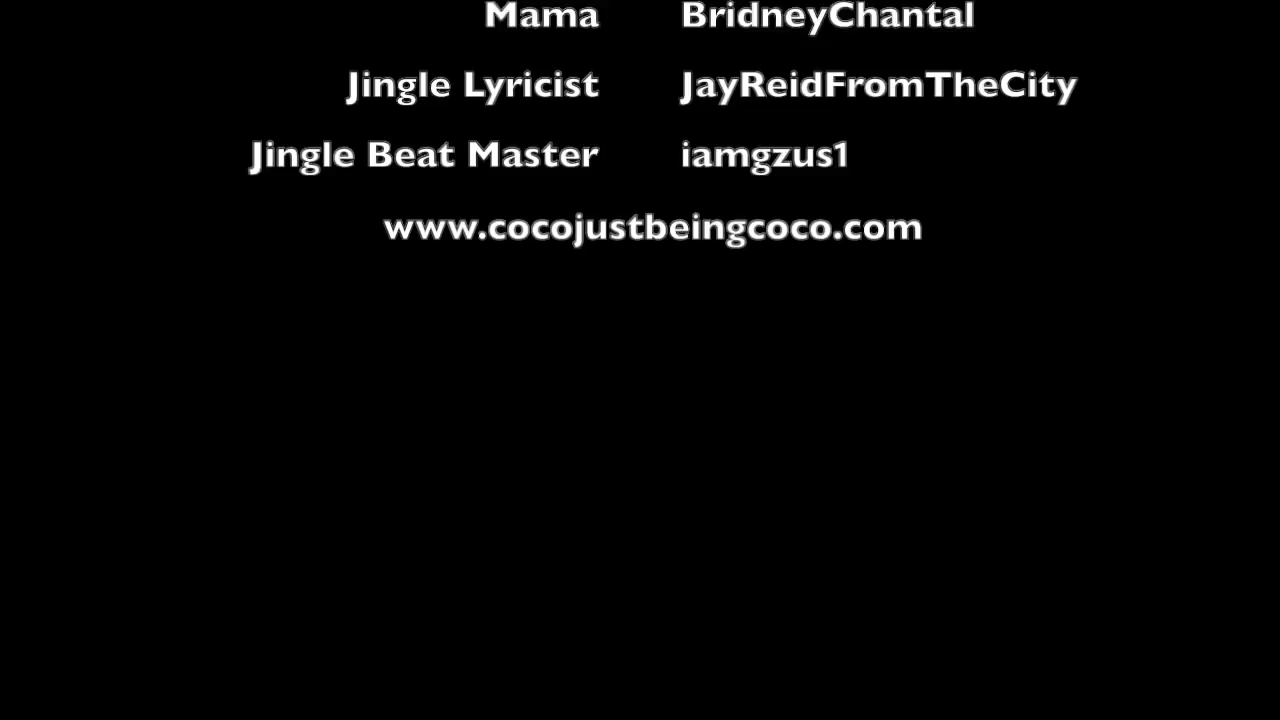 Mama BridneyChantal
Jingle Lyricist JayReidFromTheCity
Jingle Beat Master iamgzus1
www.cocojustbeingcoco.com